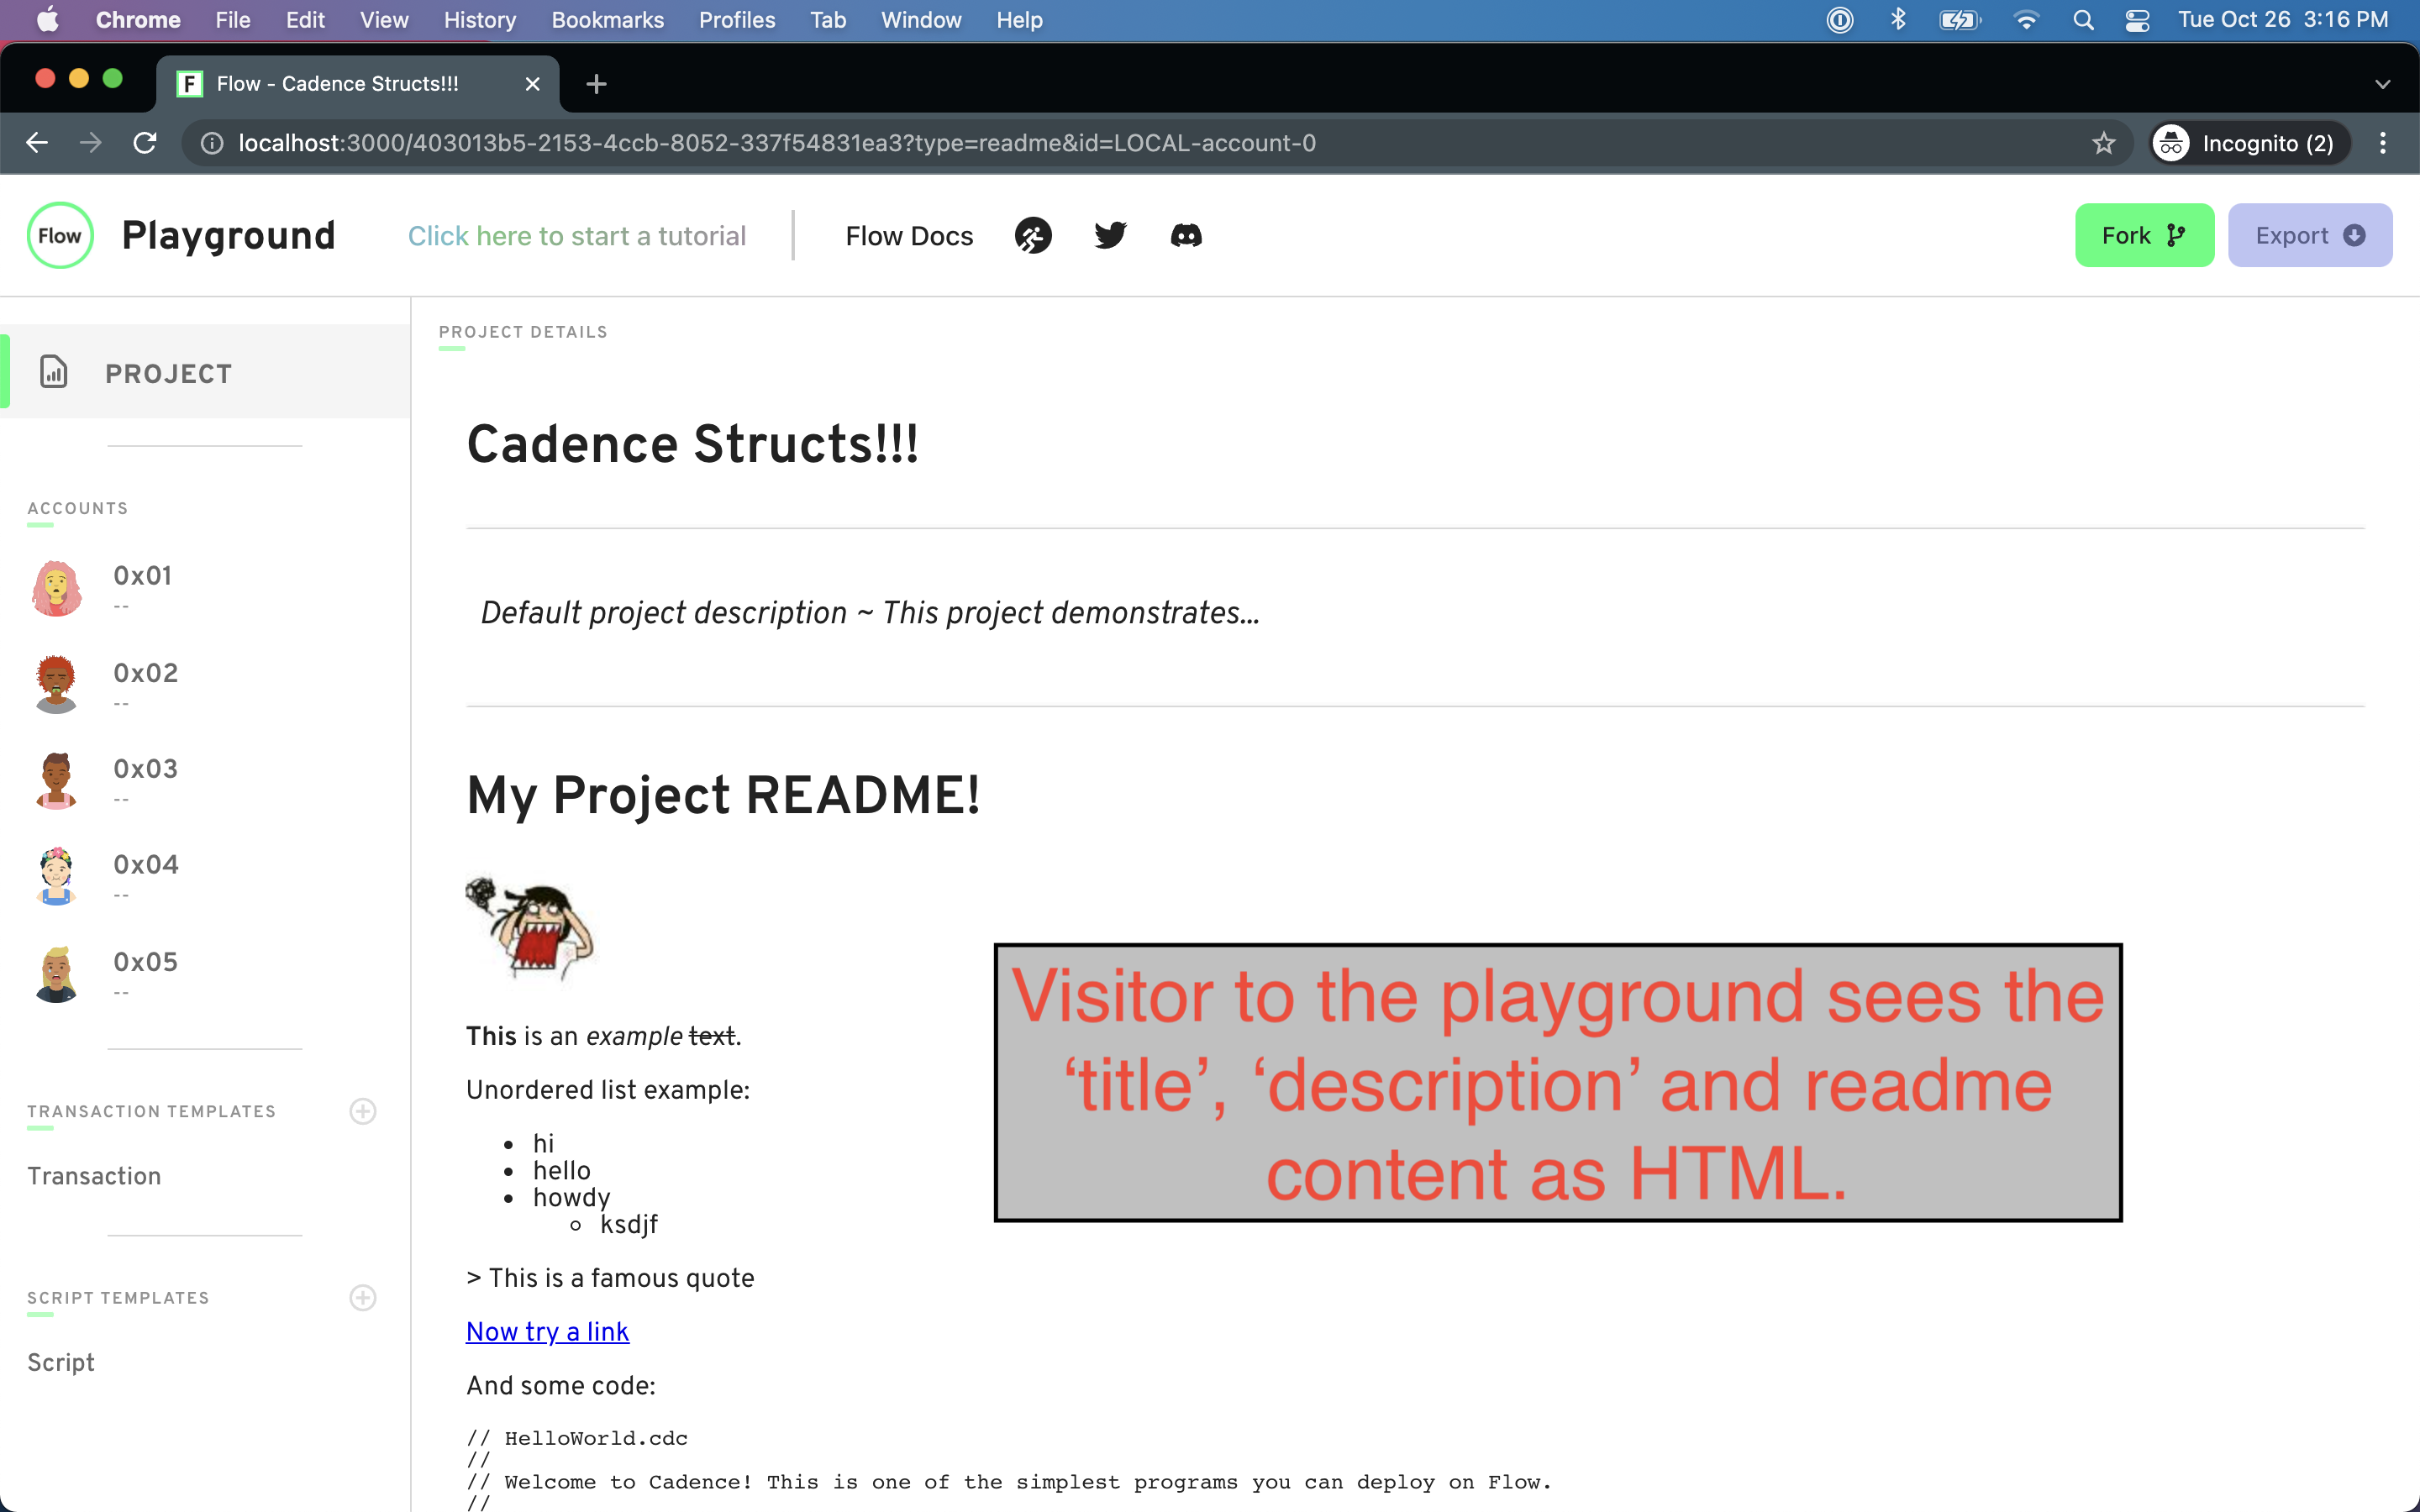 Chrome File Edit View History Bookmarks Profiles Tab Window Help Tue Oct 26 3:16 PM
F Flow - Cadence Structs!!!
localhost:3000/403013b5-2153-4ccb-8052-337f54831ea3?type=readme&id=LOCAL-account-0 Incognito (2)
Flow Playground Click here to start a tutorial Flow Docs Fork Export
PROJECT
ACCOUNTS
0x01
--
0x02
--
0x03
--
0x04
--
0x05
--
TRANSACTION TEMPLATES
Transaction
SCRIPT TEMPLATES
Script
PROJECT DETAILS
Cadence Structs!!!
Default project description ~ This project demonstrates...
My Project README!
This is an example text.
Unordered list example:
hi
hello
howdy
ksdjf
> This is a famous quote
Now try a link
And some code:
// HelloWorld.cdc
//
// Welcome to Cadence! This is one of the simplest programs you can deploy on Flow.
//
Visitor to the playground sees the
‘title’, ‘description’ and readme
content as HTML.